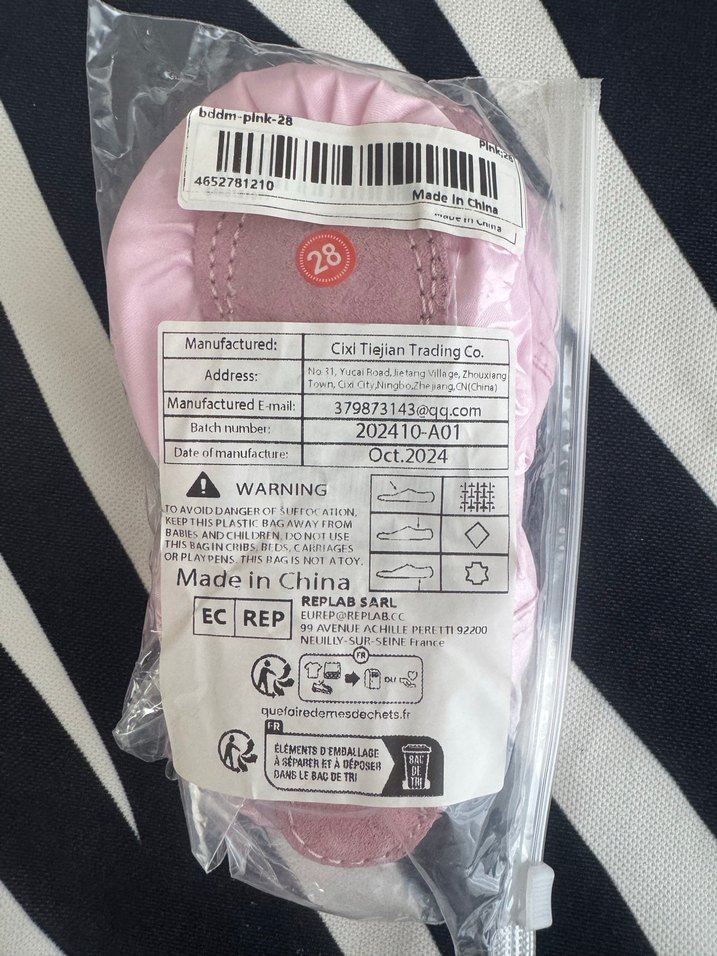 bddm-pink-28
Pink;28
4652781210
Made In China
Made in China
28
Manufactured: Cixi Tiejian Trading Co.
Address: No.31, Yucai Road,Jietang Village, Zhouxiang
Town, Cixi City,Ningbo,Zhejiang,CN(China)
Manufactured E-mail: 379873143@qq.com
Batch number: 202410-A01
Date of manufacture: Oct.2024
WARNING
TO AVOID DANGER OF SUFFOCATION,
KEEP THIS PLASTIC BAG AWAY FROM
BABIES AND CHILDREN, DO NOT USE
THIS BAG IN CRIBS, BEDS, CARRIAGES
OR PLAYPENS. THIS BAG IS NOT A TOY.
Made in China
EC REP
REPLAB SARL
EUREP@REPLAB.CC
99 AVENUE ACHILLE PERETTI 92200
NEUILLY-SUR-SEINE France
FR
OU
quefairedemesdechets.fr
FR
ÉLÉMENTS D'EMBALLAGE
À SÉPARER ET À DÉPOSER
DANS LE BAC DE TRI
BAC
DE
TRI